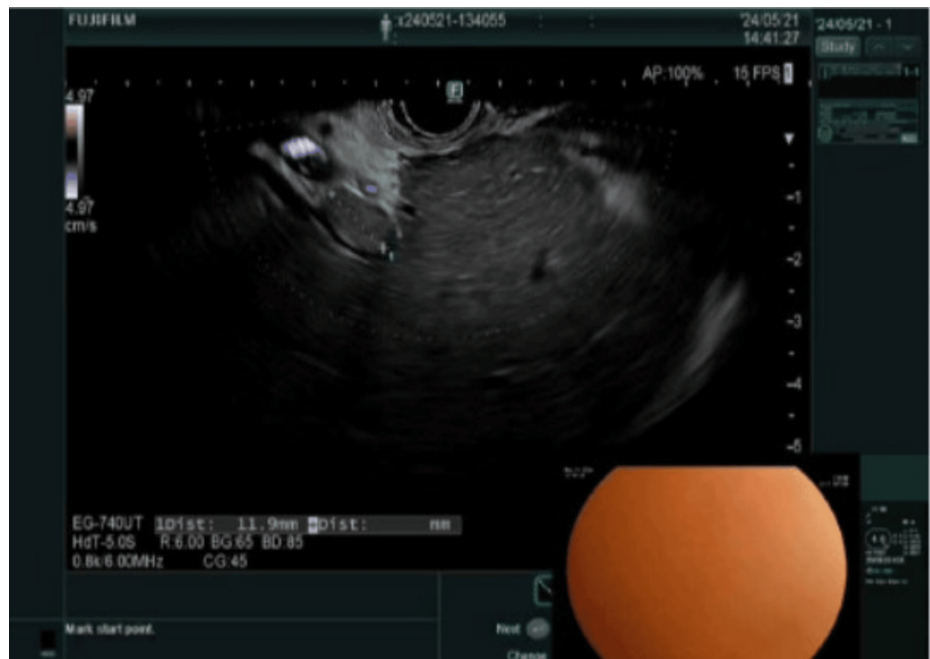 FUJIFILM
x240521-134055 : :
'24/05/21
14:41:27
'24/05/21 - 1
Study
1-1
AP:100% 15 FPS
4.97
4.97
cm/s
F
-1
-2
-3
-4
-5
EG-740UT 1Dist: 11.9mm +Dist: mm
HdT-5.0S R:6.00 BG:65 BD:85
0.8k/6.00MHz CG:45
Mark start point.
Next
Change